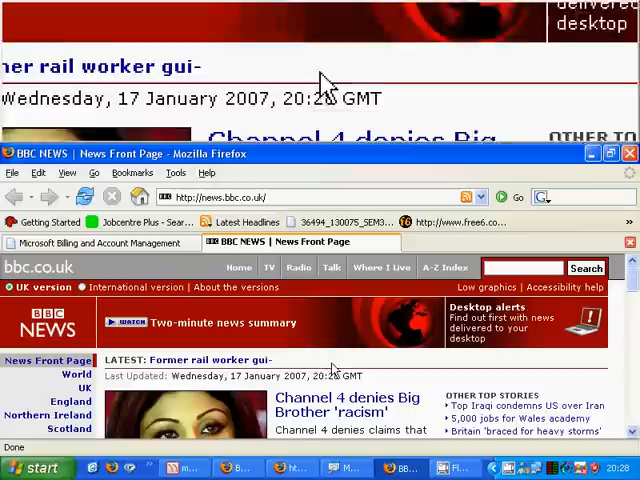 delivered
desktop
ner rail worker gui-
Wednesday, 17 January 2007, 20:28 GMT
Channel 4 denies Big
OTHER TO
BBC NEWS | News Front Page - Mozilla Firefox
File Edit View Go Bookmarks Tools Help
http://news.bbc.co.uk/ Go
Getting Started Jobcentre Plus - Sear... Latest Headlines 36494_130075_SEM3... http://www.free6.co...
Microsoft Billing and Account Management BBC NEWS | News Front Page
bbc.co.uk Home TV Radio Talk Where I Live A-Z Index Search
UK version International version | About the versions Low graphics | Accessibility help
BBC
NEWS
WATCH Two-minute news summary
Desktop alerts
Find out first with news
delivered to your
desktop
News Front Page
World
UK
England
Northern Ireland
Scotland
LATEST: Former rail worker gui-
Last Updated: Wednesday, 17 January 2007, 20:28 GMT
Channel 4 denies Big
Brother 'racism'
Channel 4 denies claims that
OTHER TOP STORIES
Top Iraqi condemns US over Iran
5,000 jobs for Wales academy
Britain 'braced for heavy storms'
Done
start m... B... ht... M... BB... Fi... 20:28